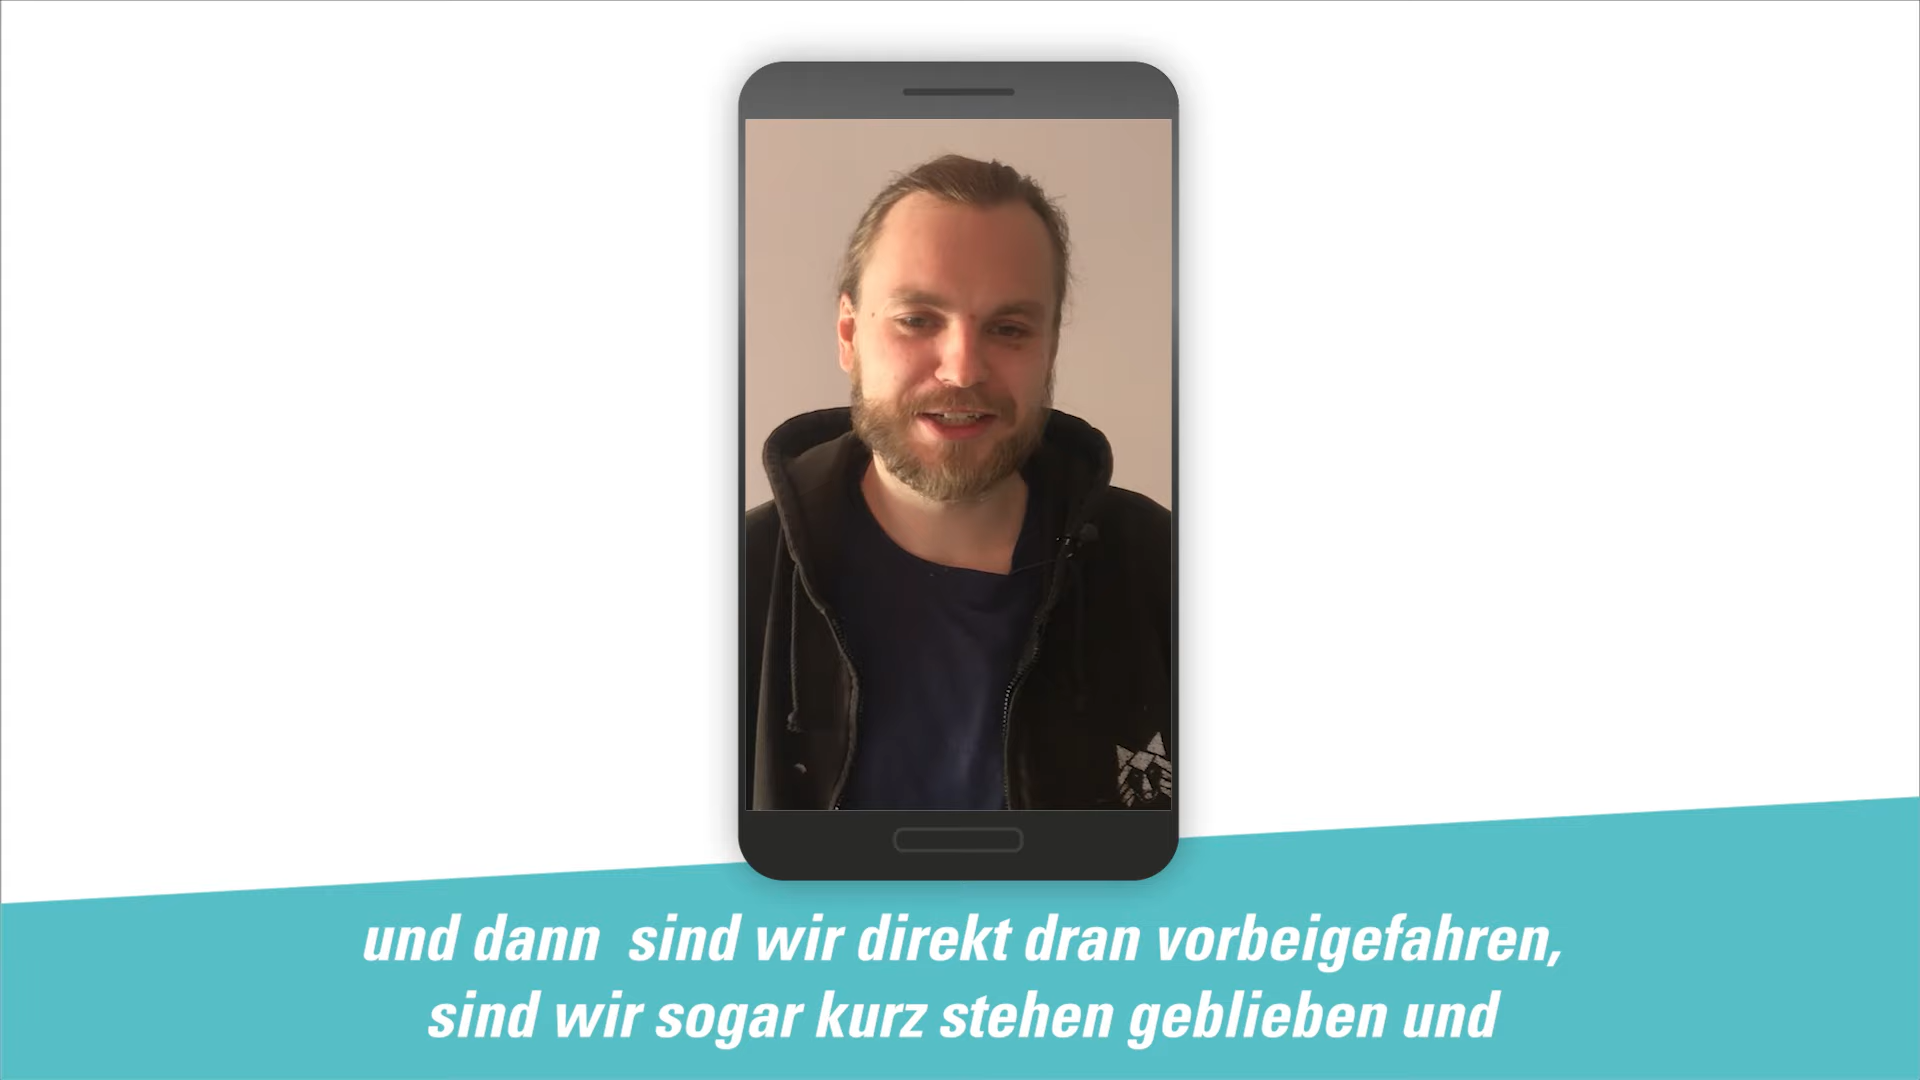 und dann  sind wir direkt dran vorbeigefahren,
sind wir sogar kurz stehen geblieben und